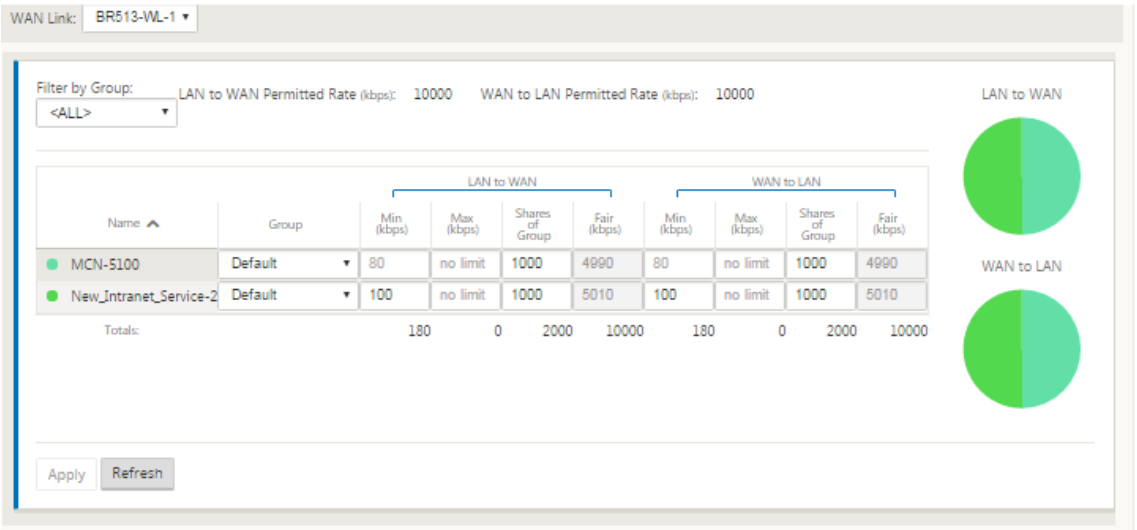 WAN Link: BR513-WL-1
Filter by Group: LAN to WAN Permitted Rate (kbps): 10000 WAN to LAN Permitted Rate (kbps): 10000 LAN to WAN
<ALL>
LAN to WAN WAN to LAN
Name Group Min (kbps) Max (kbps) Shares of Group Fair (kbps) Min (kbps) Max (kbps) Shares of Group Fair (kbps)
MCN-5100 Default 80 no limit 1000 4990 80 no limit 1000 4990 WAN to LAN
New_Intranet_Service-2 Default 100 no limit 1000 5010 100 no limit 1000 5010
Totals: 180 0 2000 10000 180 0 2000 10000
Apply Refresh